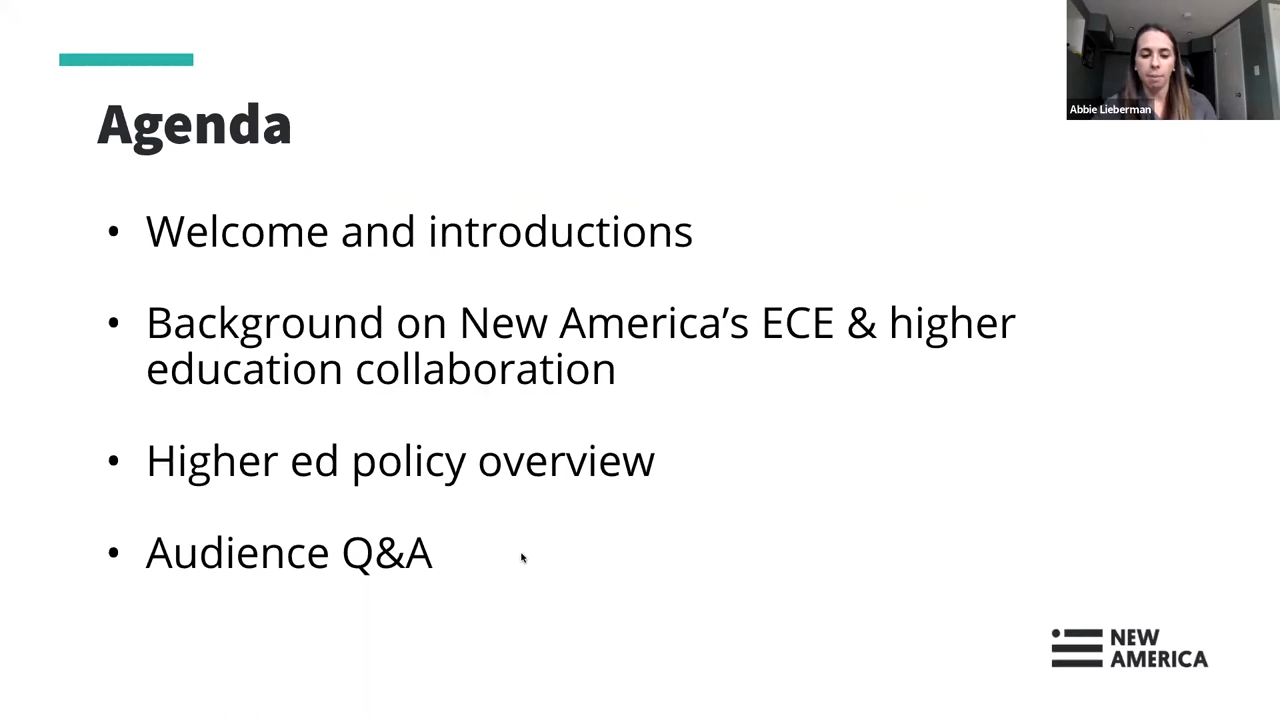 Abbie Lieberman
Agenda
• Welcome and introductions
• Background on New America’s ECE & higher
education collaboration
• Higher ed policy overview
• Audience Q&A
NEW
AMERICA